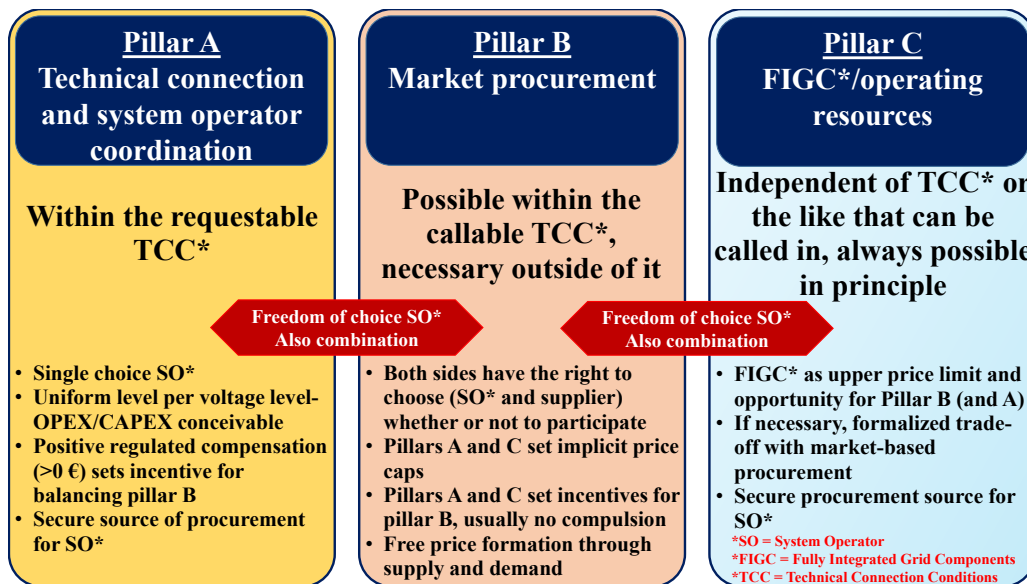 Pillar A
Technical connection
and system operator
coordination
Within the requestable
TCC*
• Single choice SO*
• Uniform level per voltage level-
OPEX/CAPEX conceivable
• Positive regulated compensation
(>0 €) sets incentive for
balancing pillar B
• Secure source of procurement
for SO*
Freedom of choice SO*
Also combination
Pillar B
Market procurement
Possible within the
callable TCC*,
necessary outside of it
• Both sides have the right to
choose (SO* and supplier)
whether or not to participate
• Pillars A and C set implicit price
caps
• Pillars A and C set incentives for
pillar B, usually no compulsion
• Free price formation through
supply and demand
Freedom of choice SO*
Also combination
Pillar C
FIGC*/operating
resources
Independent of TCC* or
the like that can be
called in, always possible
in principle
• FIGC* as upper price limit and
opportunity for Pillar B (and A)
• If necessary, formalized trade-
off with market-based
procurement
• Secure procurement source for
SO*
*SO = System Operator
*FIGC = Fully Integrated Grid Components
*TCC = Technical Connection Conditions